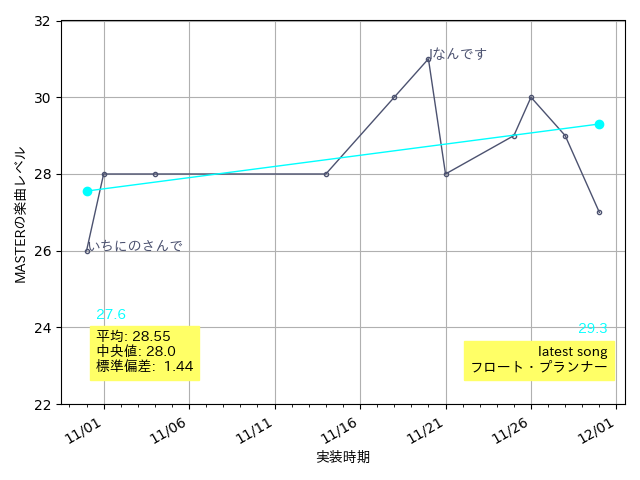 32
30
28
26
24
22
MASTERの楽曲レベル
Jなんです
いちにのさんで
27.6
29.3
平均: 28.55
中央値: 28.0
標準偏差: 1.44
latest song
フロート・プランナー
11/01
11/06
11/11
11/16
11/21
11/26
12/01
実装時期